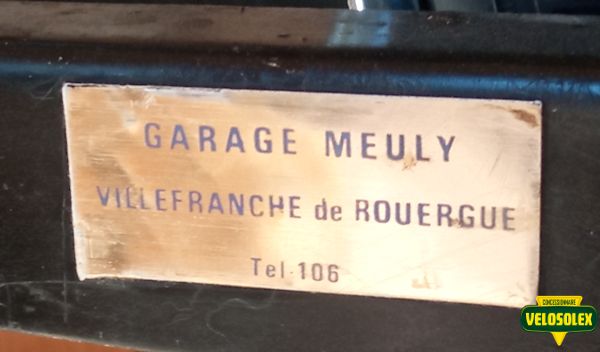 GARAGE MEULY
VILLEFRANCHE de ROUERGUE
Tel·106
CONCESSIONNAIRE
VELOSOLEX